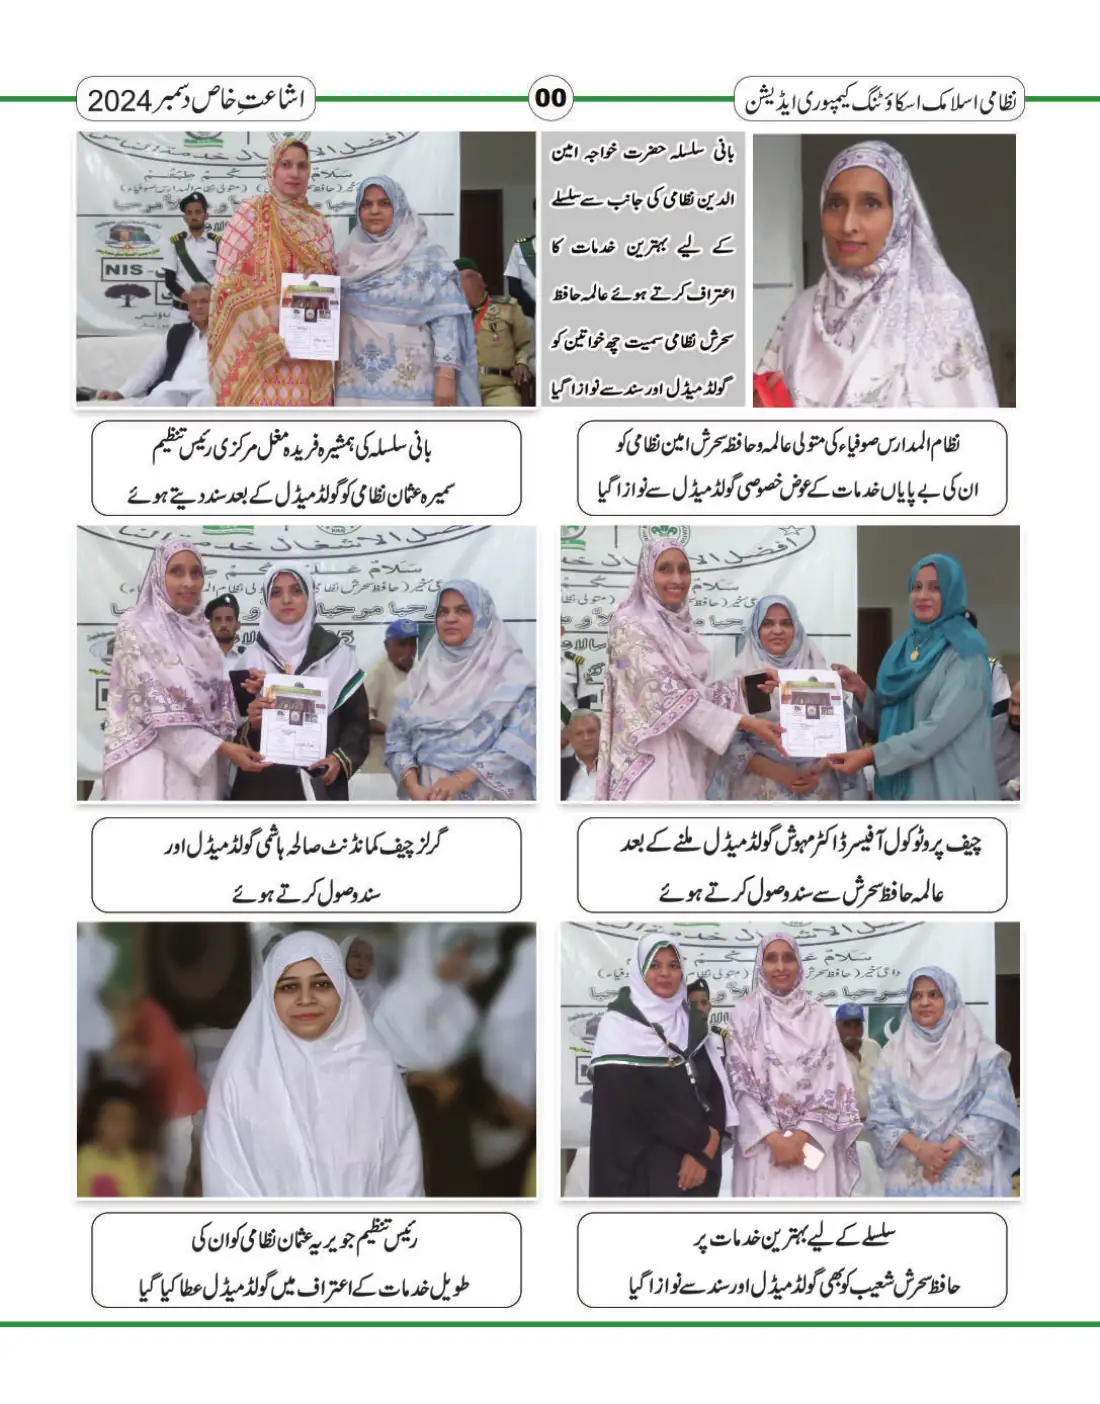 نظامی اسلامک اسکاؤٹنگ کیمپوری ایڈیشن
00
اشاعتِ خاص دسمبر 2024
بانی سلسلہ حضرت خواجہ امین
الدین نظامی کی جانب سے سلسلے
کے لیے بہترین خدمات کا
اعتراف کرتے ہوئے عالمہ حافظ
سحرش نظامی سمیت چھ خواتین کو
گولڈ میڈل اور سند سے نوازا گیا
نظام المدارس صوفیاء کی متولی عالمہ و حافظہ سحرش امین نظامی کو
ان کی بے پایاں خدمات کے عوض خصوصی گولڈ میڈل سے نوازا گیا
بانی سلسلہ کی ہمشیرہ فریدہ مغل مرکزی رئیس تنظیم
سمیرہ عثمان نظامی کو گولڈ میڈل کے بعد سند دیتے ہوئے
چیف پروٹوکول آفیسر ڈاکٹر مہوش گولڈ میڈل ملنے کے بعد
عالمہ حافظ سحرش سے سند وصول کرتے ہوئے
گرلز چیف کمانڈنٹ صالحہ ہاشمی گولڈ میڈل اور
سند وصول کرتے ہوئے
سلسلے کے لیے بہترین خدمات پر
حافظ سحرش شعیب کو بھی گولڈ میڈل اور سند سے نوازا گیا
رئیس تنظیم جویریہ عثمان نظامی کو ان کی
طویل خدمات کے اعتراف میں گولڈ میڈل عطا کیا گیا
افضل الاشغال خدمة الناس
NIS